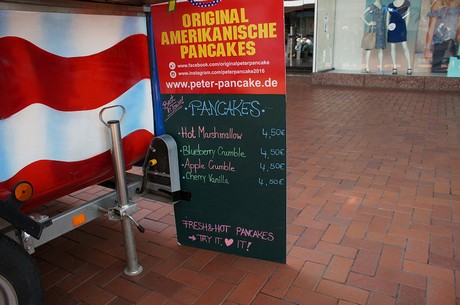 ORIGINAL
AMERIKANISCHE
PANCAKES
www.facebook.com/originalpancakes
www.instagram.com/peterpancake2016
www.peter-pancake.de
PANCAKES
Hot Marshmallow 4,50€
Blueberry Crumble 4,50€
Apple Crumble 4,50€
Cherry Vanilla 4,50€
FRESH&HOT PANCAKES
→ TRY IT, ♡ IT!